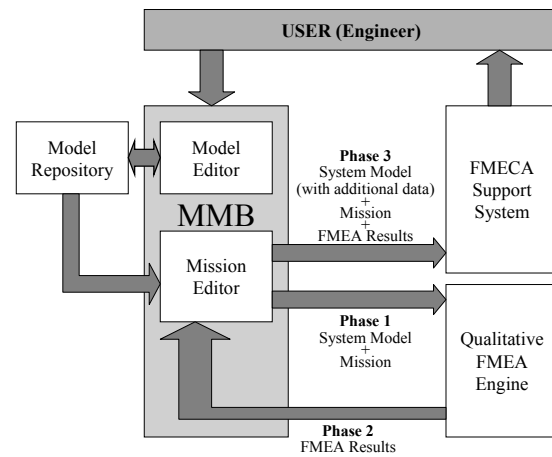 USER (Engineer)
Model
Repository
Model
Editor
MMB
Mission
Editor
Phase 3
System Model
(with additional data)
+
Mission
+
FMEA Results
FMECA
Support
System
Phase 1
System Model
+
Mission
Qualitative
FMEA
Engine
Phase 2
FMEA Results